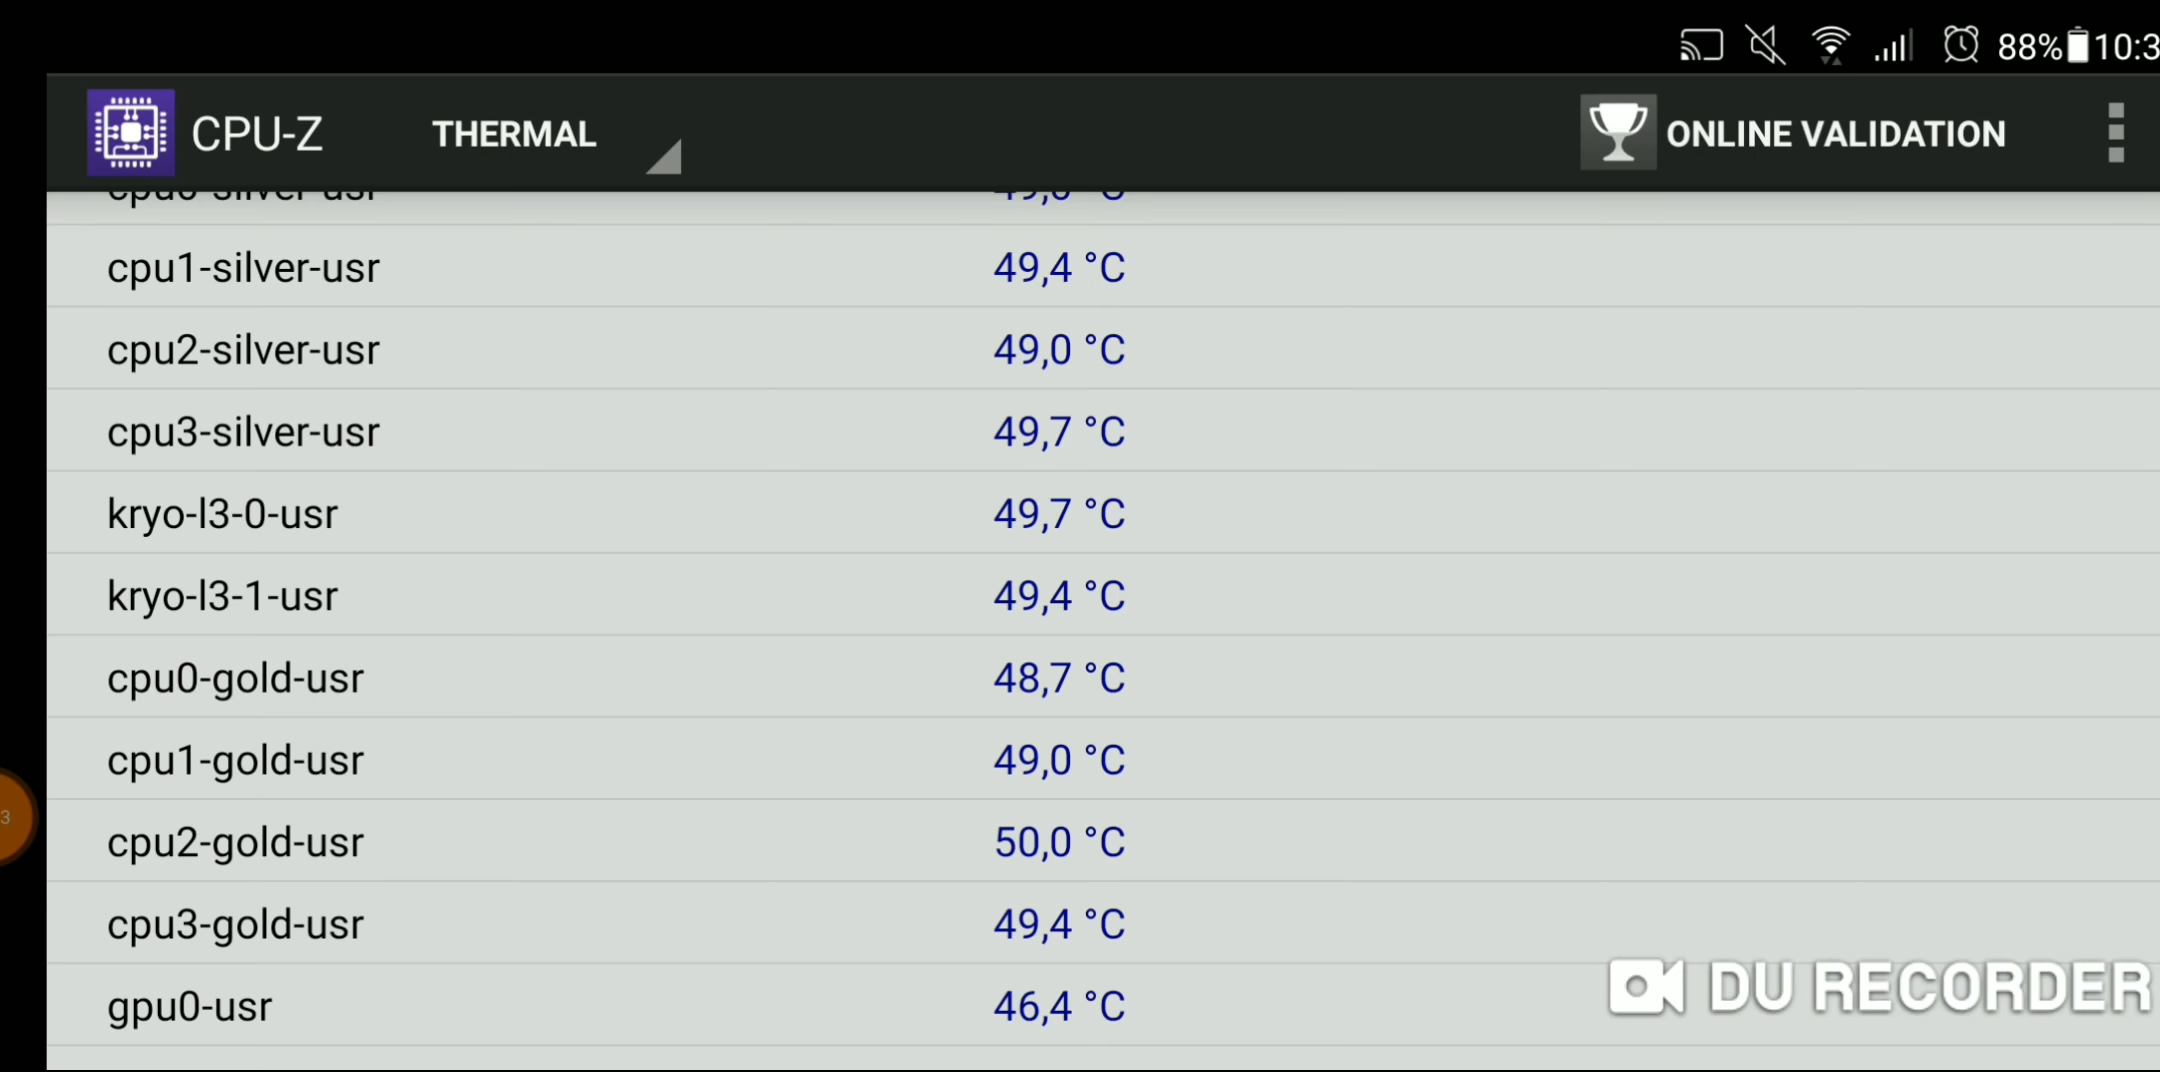 88% 10:3
CPU-Z THERMAL ONLINE VALIDATION
cpu1-silver-usr 49,4 °C
cpu2-silver-usr 49,0 °C
cpu3-silver-usr 49,7 °C
kryo-l3-0-usr 49,7 °C
kryo-l3-1-usr 49,4 °C
cpu0-gold-usr 48,7 °C
cpu1-gold-usr 49,0 °C
3
cpu2-gold-usr 50,0 °C
cpu3-gold-usr 49,4 °C
DU RECORDER
gpu0-usr 46,4 °C